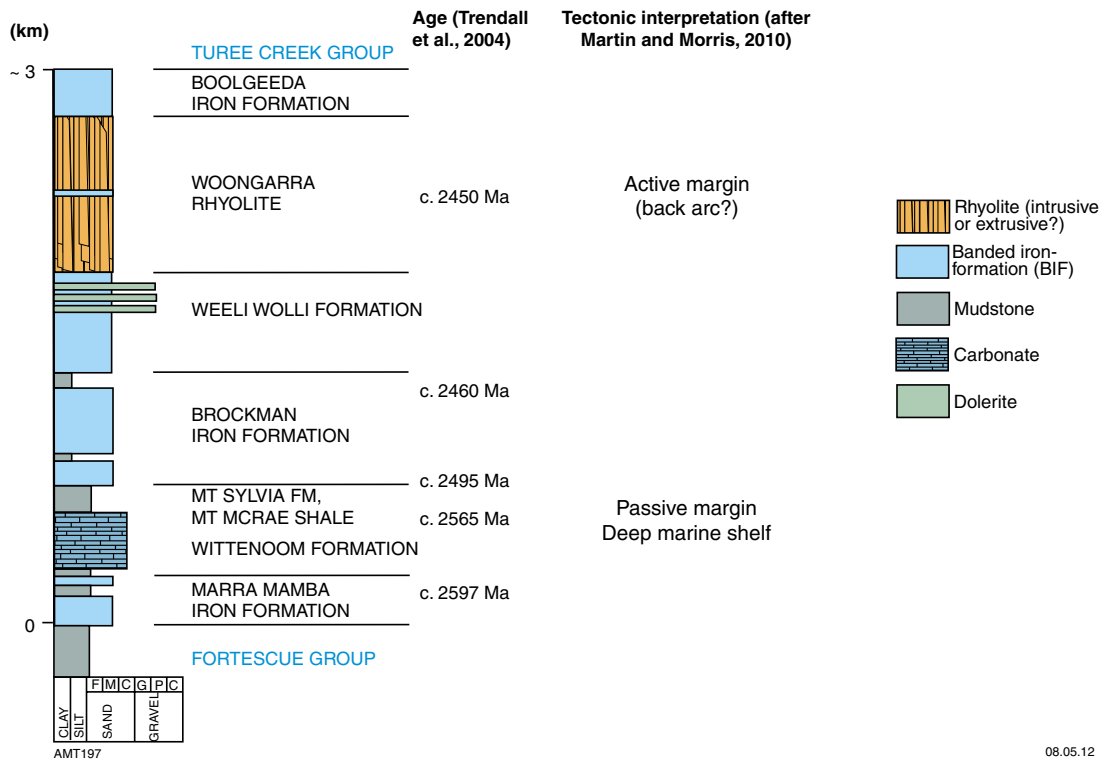 (km)
Age (Trendall
et al., 2004)
Tectonic interpretation (after
Martin and Morris, 2010)
TUREE CREEK GROUP
~ 3
BOOLGEEDA
IRON FORMATION
WOONGARRA
RHYOLITE
c. 2450 Ma
Active margin
(back arc?)
WEELI WOLLI FORMATION
c. 2460 Ma
BROCKMAN
IRON FORMATION
c. 2495 Ma
MT SYLVIA FM,
MT MCRAE SHALE
c. 2565 Ma
Passive margin
Deep marine shelf
WITTENOOM FORMATION
MARRA MAMBA
IRON FORMATION
c. 2597 Ma
0
FORTESCUE GROUP
Rhyolite (intrusive
or extrusive?)
Banded iron-
formation (BIF)
Mudstone
Carbonate
Dolerite
F M C G P C
CLAY
SILT
SAND
GRAVEL
AMT197
08.05.12